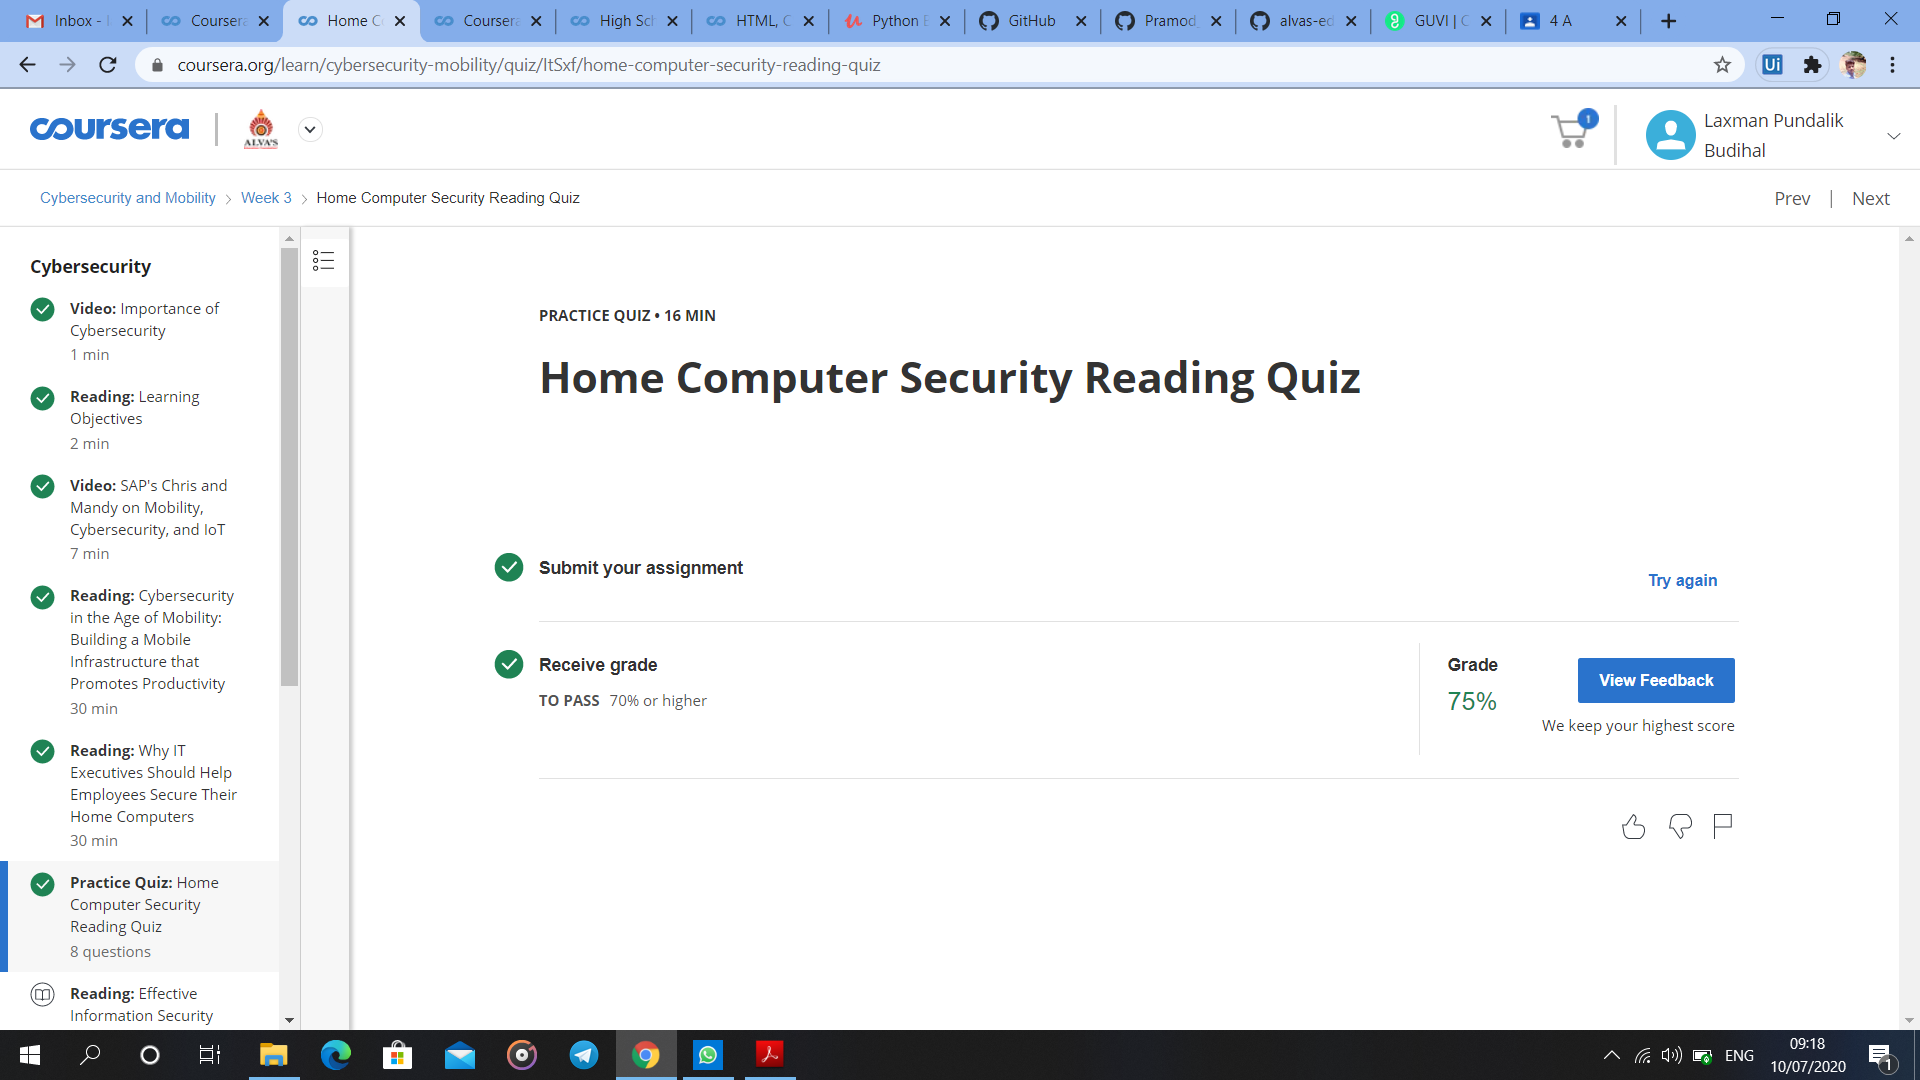 Inbox -
Coursera
Home C
Coursera
High Sch
HTML, C
Python E
GitHub
Pramod
alvas-ed
GUVI | C
4 A
coursera.org/learn/cybersecurity-mobility/quiz/ItSxf/home-computer-security-reading-quiz
Ui
coursera
ALVA'S
1
Laxman Pundalik
Budihal
Cybersecurity and Mobility > Week 3 > Home Computer Security Reading Quiz
Prev | Next
Cybersecurity
Video: Importance of
Cybersecurity
1 min
Reading: Learning
Objectives
2 min
Video: SAP's Chris and
Mandy on Mobility,
Cybersecurity, and IoT
7 min
Reading: Cybersecurity
in the Age of Mobility:
Building a Mobile
Infrastructure that
Promotes Productivity
30 min
Reading: Why IT
Executives Should Help
Employees Secure Their
Home Computers
30 min
Practice Quiz: Home
Computer Security
Reading Quiz
8 questions
Reading: Effective
Information Security
PRACTICE QUIZ • 16 MIN
Home Computer Security Reading Quiz
Submit your assignment
Try again
Receive grade
TO PASS 70% or higher
Grade
75%
View Feedback
We keep your highest score
ENG
09:18
10/07/2020
1